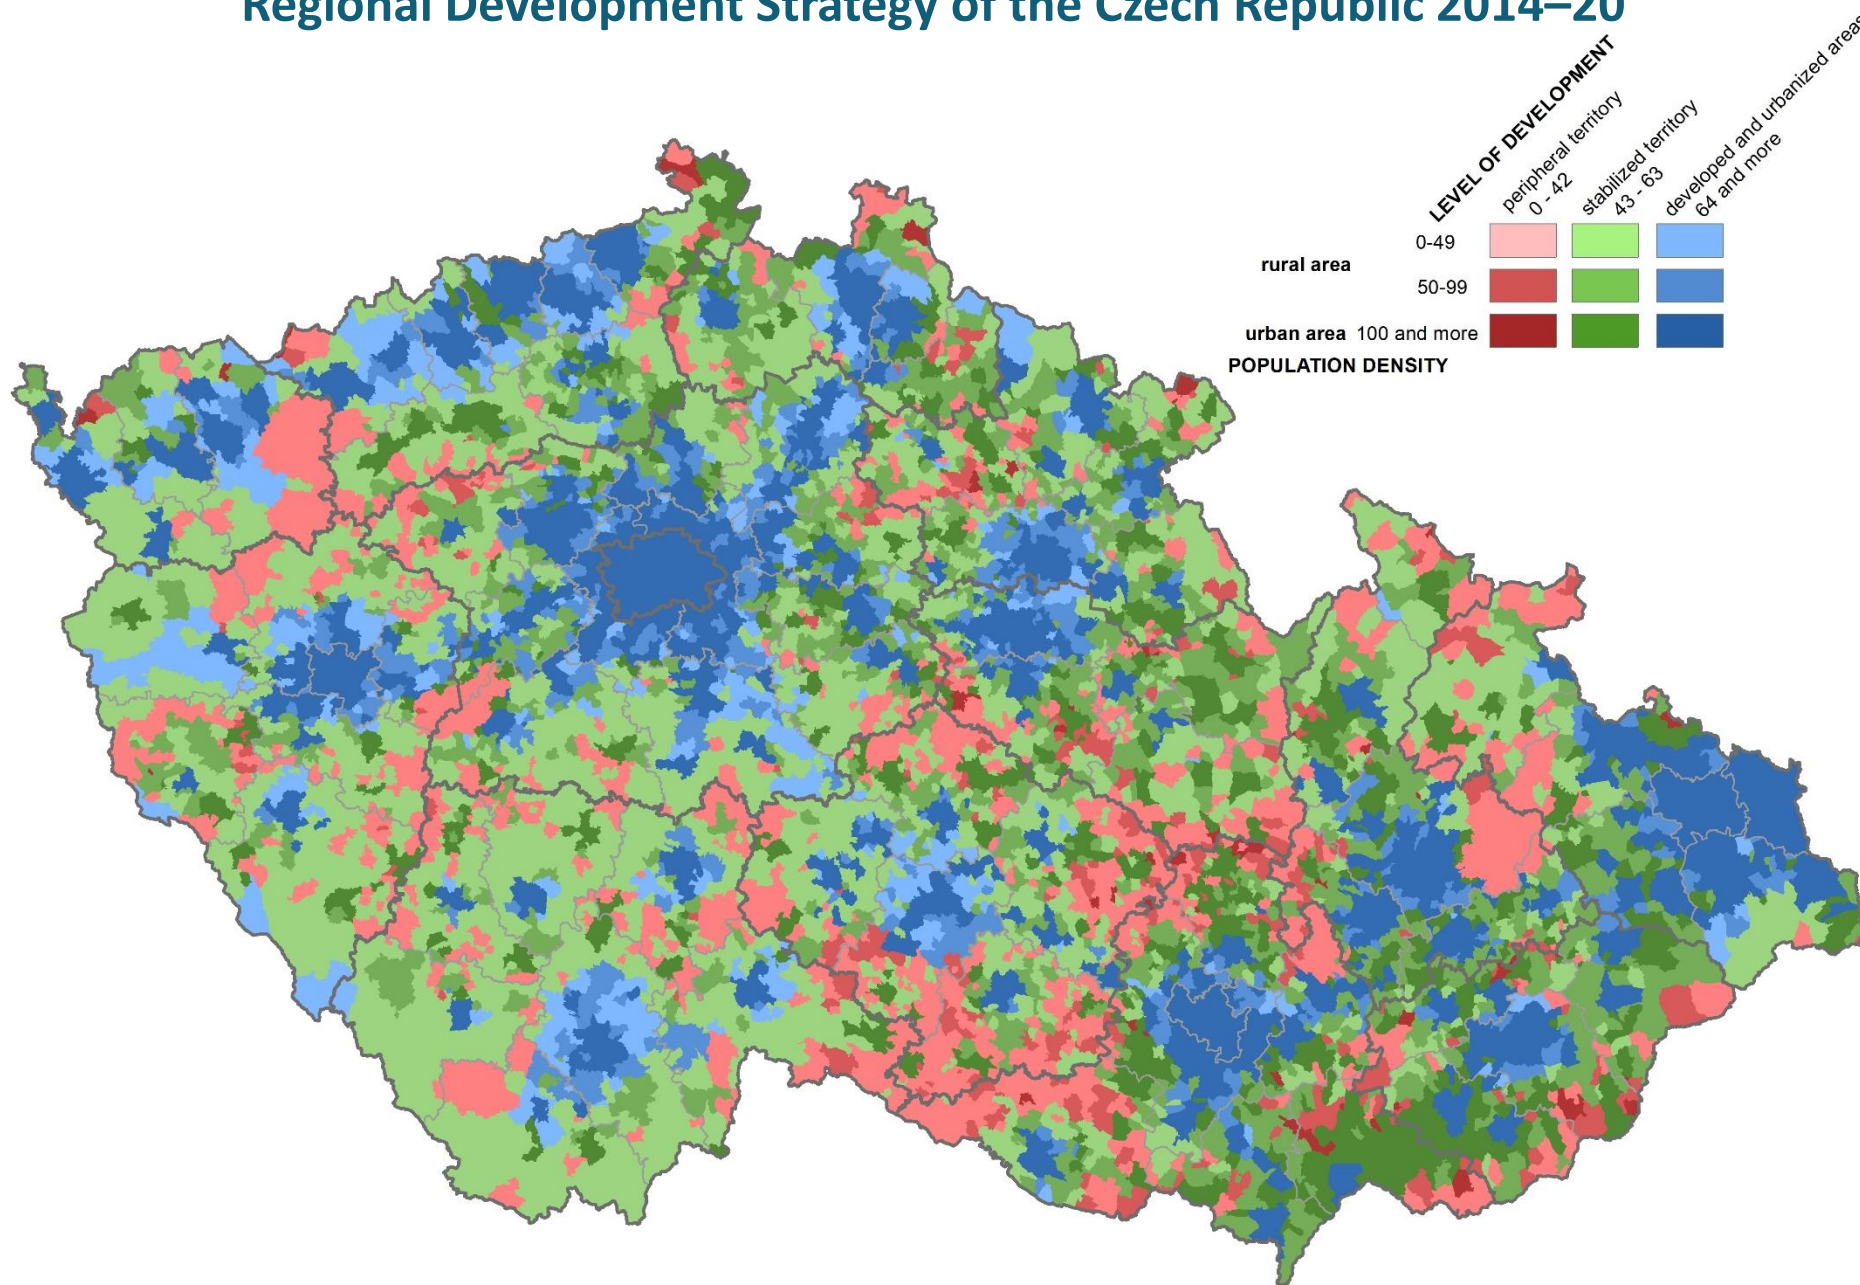 Regional Development Strategy of the Czech Republic 2014–20
LEVEL OF DEVELOPMENT
peripheral territory
0 - 42
stabilized territory
43 - 63
developed and urbanized areas
64 and more
0-49
rural area
50-99
urban area 100 and more
POPULATION DENSITY